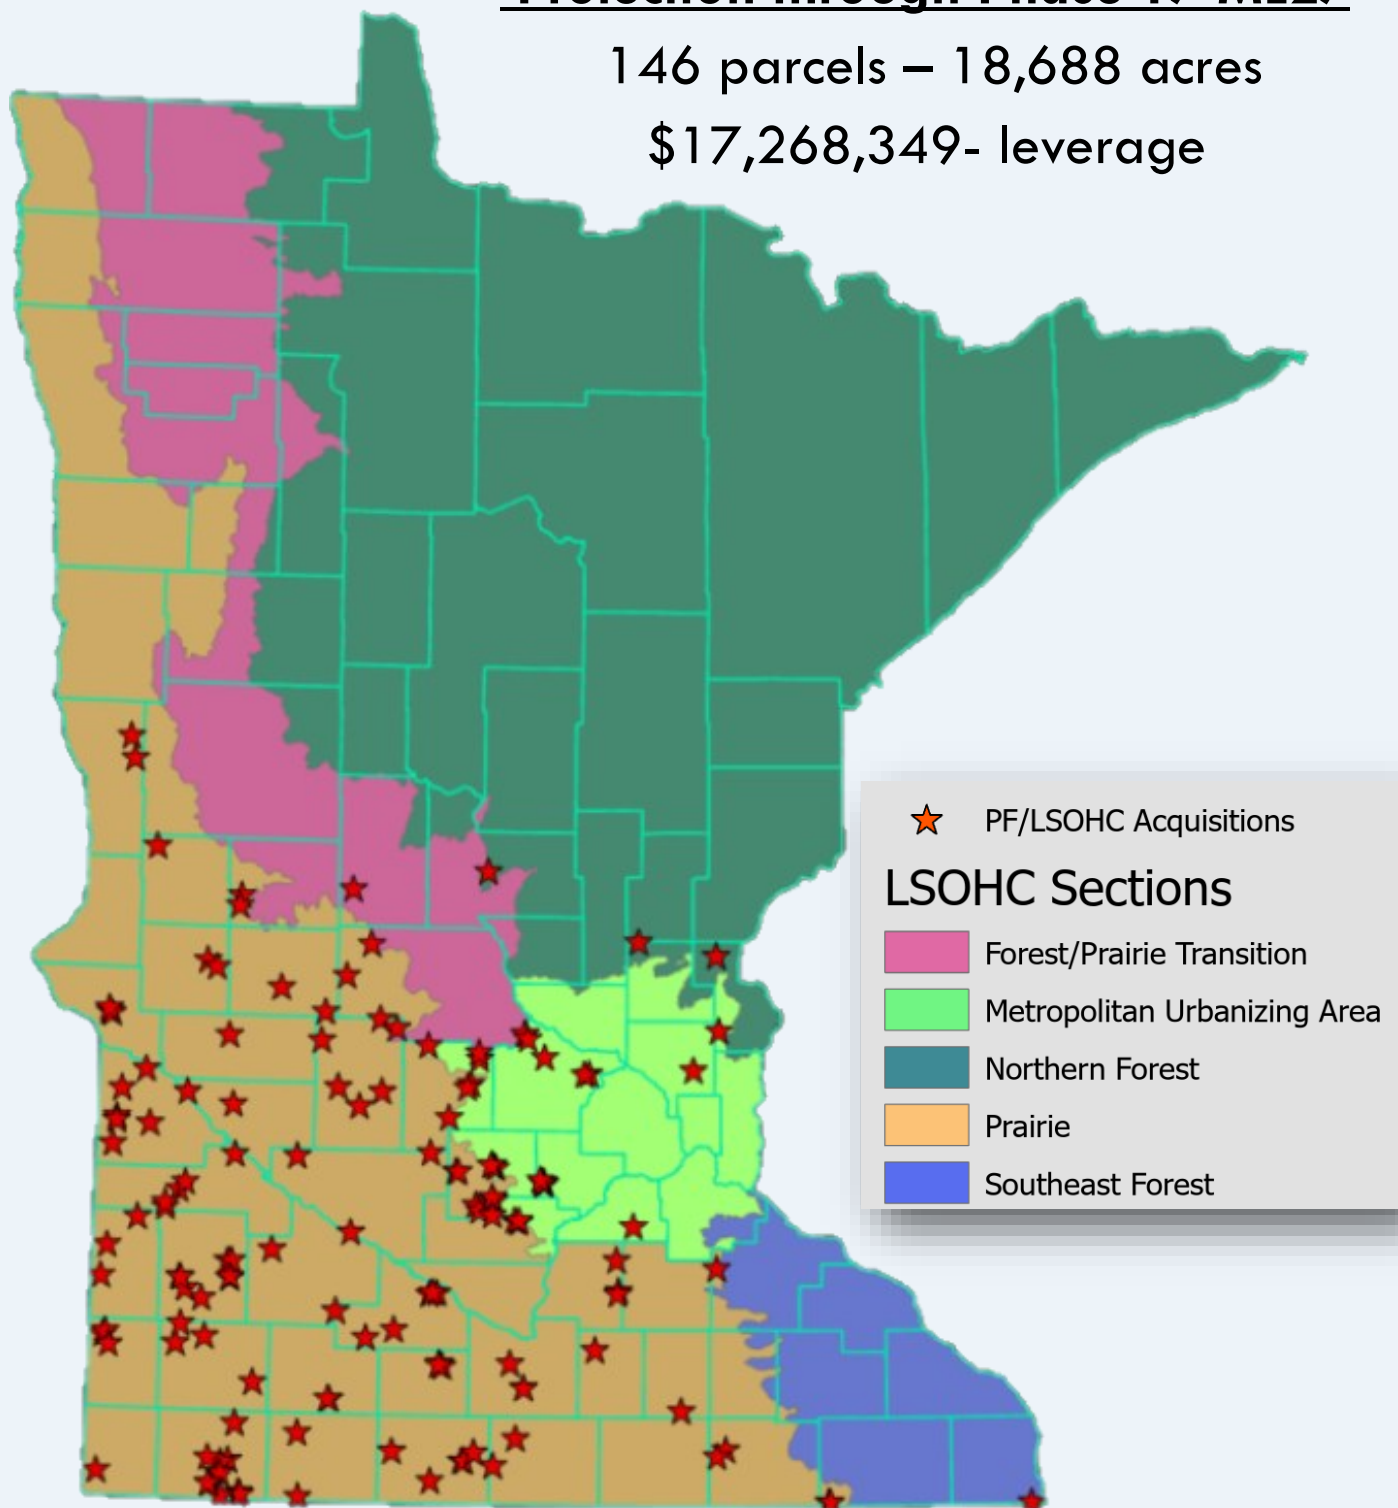 146 parcels – 18,688 acres
$17,268,349- leverage
PF/LSOHC Acquisitions
LSOHC Sections
Forest/Prairie Transition
Metropolitan Urbanizing Area
Northern Forest
Prairie
Southeast Forest